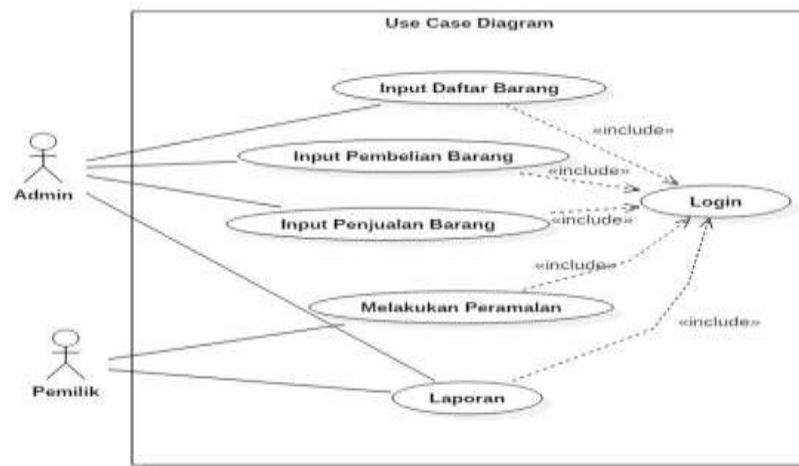 Use Case Diagram
Input Daftar Barang
«include»
Input Pembelian Barang
«include»
Admin
Login
Input Penjualan Barang
«include»
«include»
Melakukan Peramalan
«include»
Pemilik
Laporan